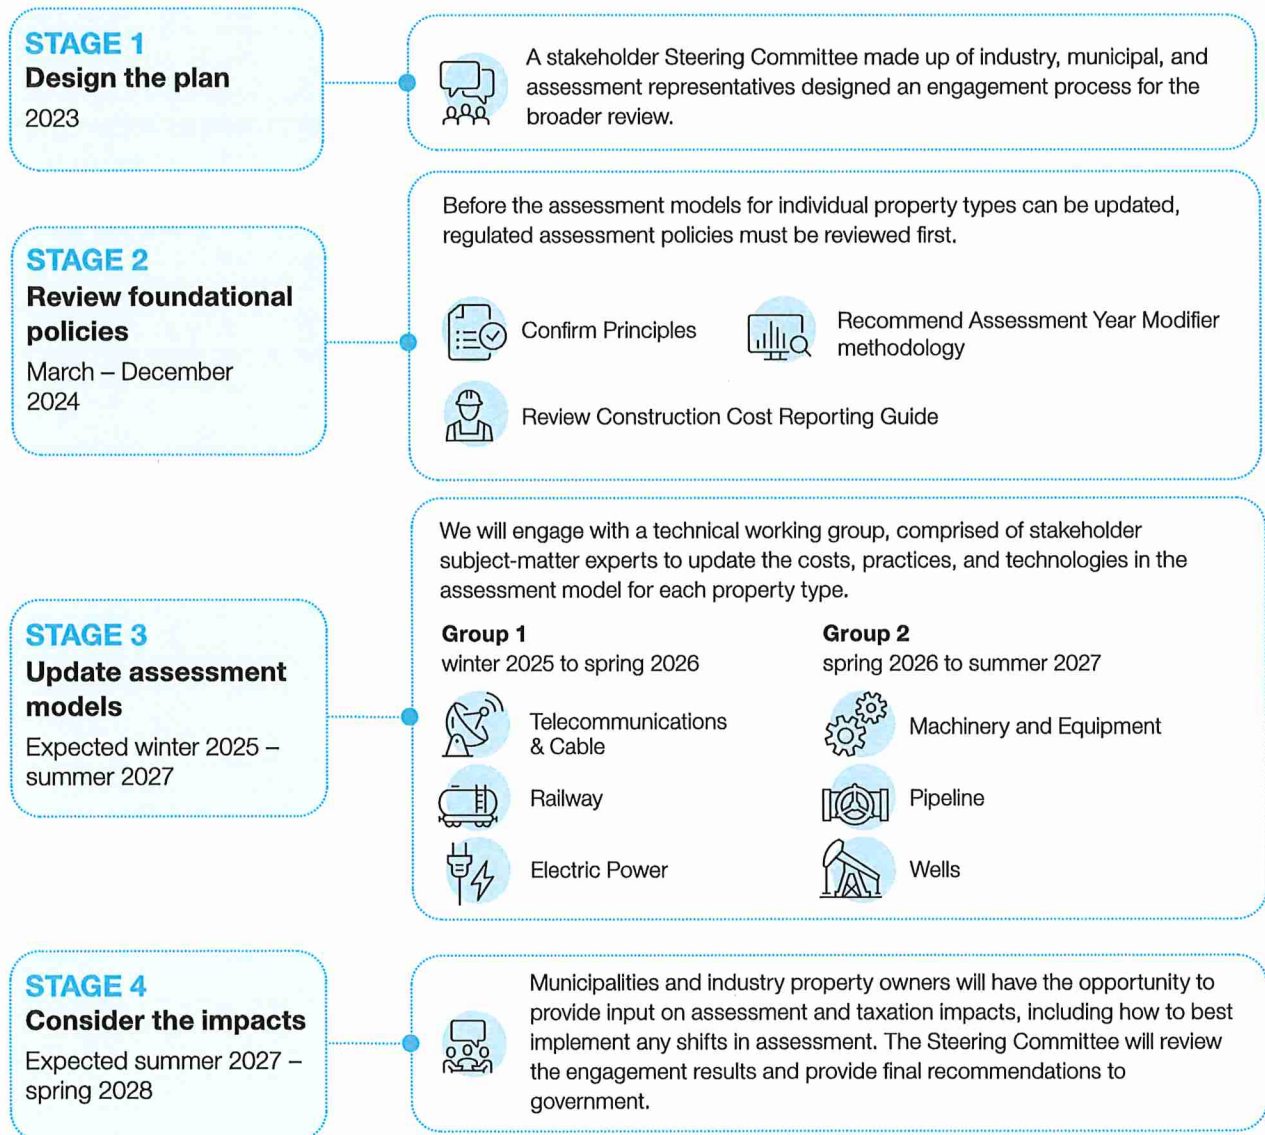 STAGE 1
Design the plan
2023
A stakeholder Steering Committee made up of industry, municipal, and
assessment representatives designed an engagement process for the
broader review.
STAGE 2
Review foundational
policies
March – December
2024
Before the assessment models for individual property types can be updated,
regulated assessment policies must be reviewed first.
Confirm Principles
Recommend Assessment Year Modifier
methodology
Review Construction Cost Reporting Guide
STAGE 3
Update assessment
models
Expected winter 2025 –
summer 2027
We will engage with a technical working group, comprised of stakeholder
subject-matter experts to update the costs, practices, and technologies in the
assessment model for each property type.
Group 1
winter 2025 to spring 2026
Telecommunications
& Cable
Railway
Electric Power
Group 2
spring 2026 to summer 2027
Machinery and Equipment
Pipeline
Wells
STAGE 4
Consider the impacts
Expected summer 2027 –
spring 2028
Municipalities and industry property owners will have the opportunity to
provide input on assessment and taxation impacts, including how to best
implement any shifts in assessment. The Steering Committee will review
the engagement results and provide final recommendations to
government.